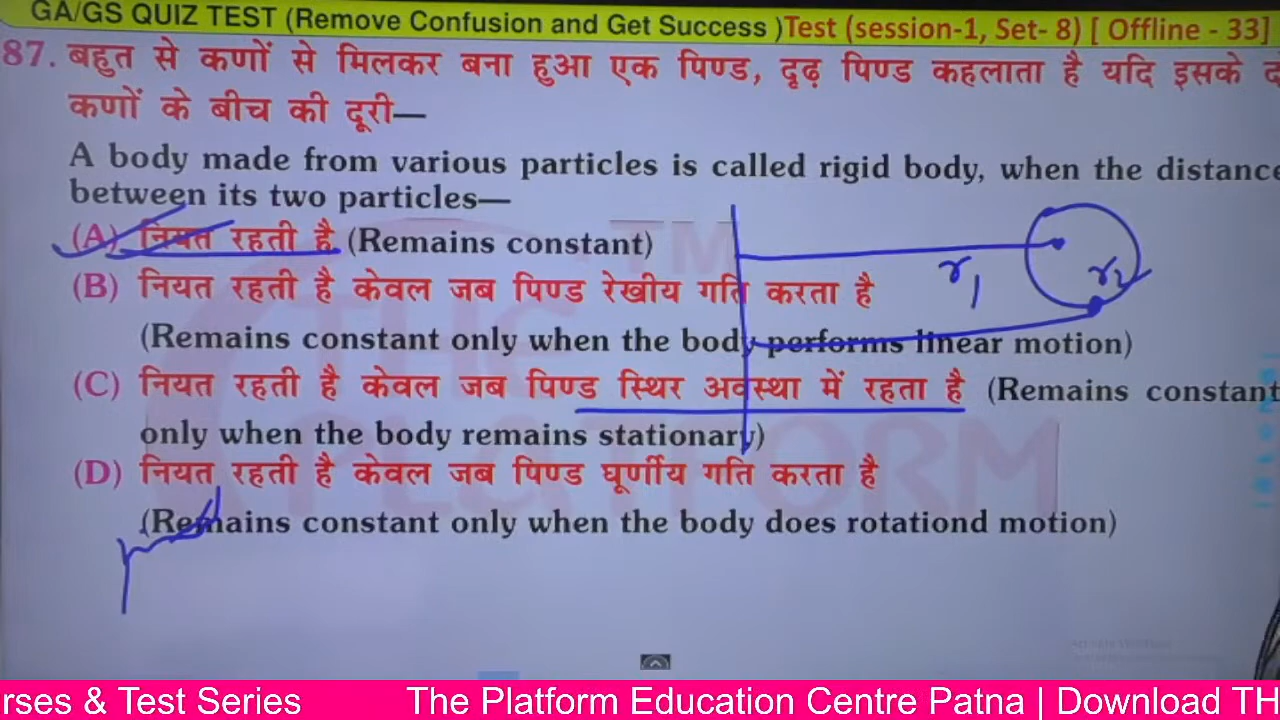 GA/GS QUIZ TEST (Remove Confusion and Get Success )Test (session-1, Set- 8) [ Offline - 33]
87. बहुत से कणों से मिलकर बना हुआ एक पिण्ड, दृढ़ पिण्ड कहलाता है यदि इसके
कणों के बीच की दूरी—
A body made from various particles is called rigid body, when the distance
between its two particles—
(A) नियत रहती है (Remains constant)
(B) नियत रहती है केवल जब पिण्ड रेखीय गति करता है
r1
r2
(Remains constant only when the body performs linear motion)
(C) नियत रहती है केवल जब पिण्ड स्थिर अवस्था में रहता है (Remains constant
only when the body remains stationary)
(D) नियत रहती है केवल जब पिण्ड घूर्णीय गति करता है
(Remains constant only when the body does rotationd motion)
THE PLATFORM
TM
rses & Test Series The Platform Education Centre Patna | Download TH